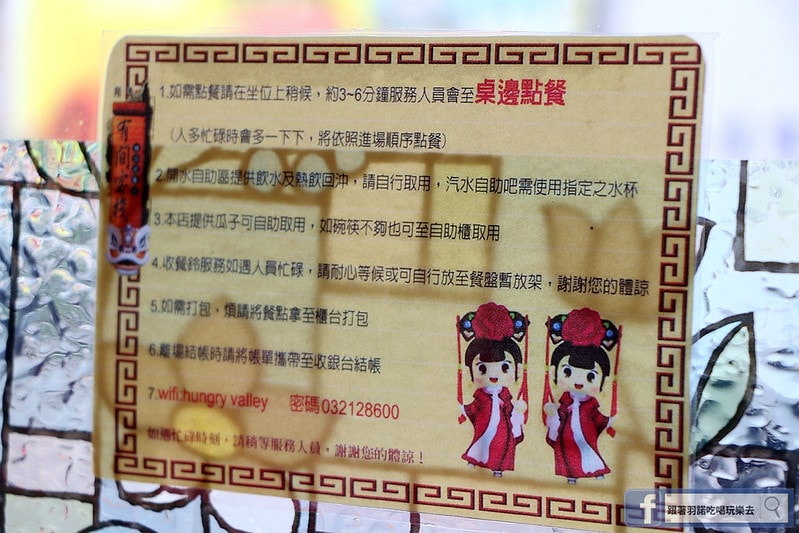 1.如需點餐請在坐位上稍候，約3~6分鐘服務人員會至桌邊點餐
（人多忙碌時會多一下下，將依照進場順序點餐）
2.開水自助區提供飲水及熱飲回沖，請自行取用，汽水自助吧需使用指定之水杯
3.本店提供瓜子可自助取用，如碗筷不夠也可至自助櫃取用
4.收餐鈴服務如遇人員忙碌，請耐心等候或可自行放至餐盤暫放架，謝謝您的體諒
5.如需打包，煩請將餐點拿至櫃台打包
6.離場結帳時請將帳單攜帶至收銀台結帳
7.wifi:hungry valley 密碼032128600
如遇忙碌時刻，請稍等服務人員，謝謝您的體諒！
有間客棧
f 跟著羽諾吃喝玩樂去